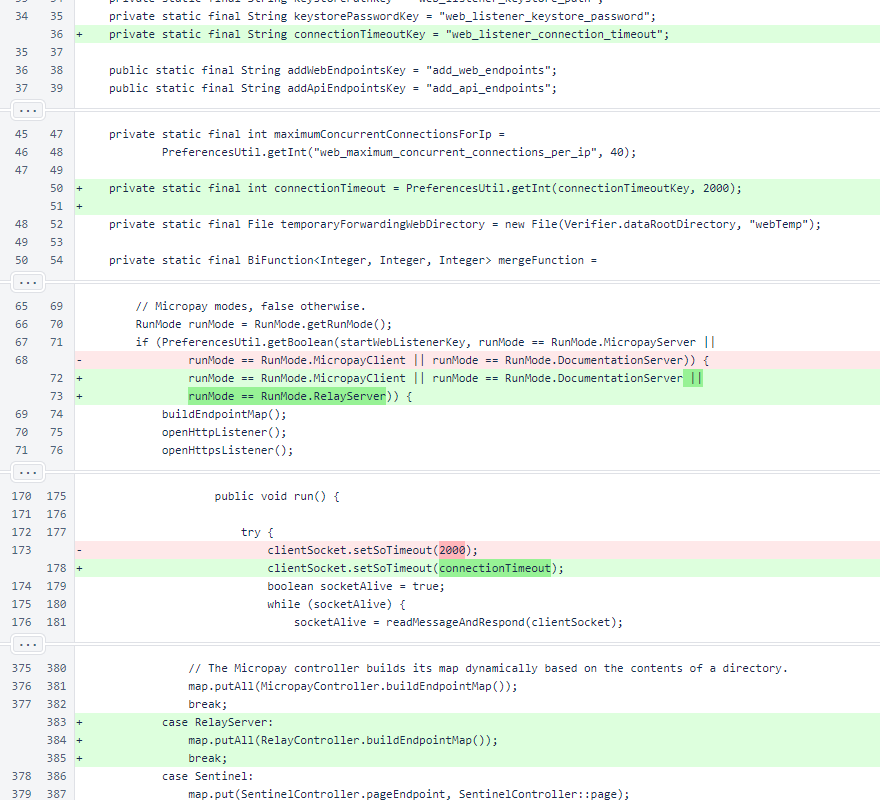 34 35 private static final String keystorePasswordKey = "web_listener_keystore_password";
36 + private static final String connectionTimeoutKey = "web_listener_connection_timeout";
35 37
36 38 public static final String addWebEndpointsKey = "add_web_endpoints";
37 39 public static final String addApiEndpointsKey = "add_api_endpoints";
...
45 47 private static final int maximumConcurrentConnectionsForIp =
46 48 PreferencesUtil.getInt("web_maximum_concurrent_connections_per_ip", 40);
47 49
50 + private static final int connectionTimeout = PreferencesUtil.getInt(connectionTimeoutKey, 2000);
51 +
48 52 private static final File temporaryForwardingWebDirectory = new File(Verifier.dataRootDirectory, "webTemp");
49 53
50 54 private static final BiFunction<Integer, Integer, Integer> mergeFunction =
...
65 69 // Micropay modes, false otherwise.
66 70 RunMode runMode = RunMode.getRunMode();
67 71 if (PreferencesUtil.getBoolean(startWebListenerKey, runMode == RunMode.MicropayServer ||
68 - runMode == RunMode.MicropayClient || runMode == RunMode.DocumentationServer)) {
72 + runMode == RunMode.MicropayClient || runMode == RunMode.DocumentationServer ||
73 + runMode == RunMode.RelayServer)) {
69 74 buildEndpointMap();
70 75 openHttpListener();
71 76 openHttpsListener();
...
170 175 public void run() {
171 176
172 177 try {
173 - clientSocket.setSoTimeout(2000);
178 + clientSocket.setSoTimeout(connectionTimeout);
174 179 boolean socketAlive = true;
175 180 while (socketAlive) {
176 181 socketAlive = readMessageAndRespond(clientSocket);
...
375 380 // The Micropay controller builds its map dynamically based on the contents of a directory.
376 381 map.putAll(MicropayController.buildEndpointMap());
377 382 break;
383 + case RelayServer:
384 + map.putAll(RelayController.buildEndpointMap());
385 + break;
378 386 case Sentinel:
379 387 map.put(SentinelController.pageEndpoint, SentinelController::page);